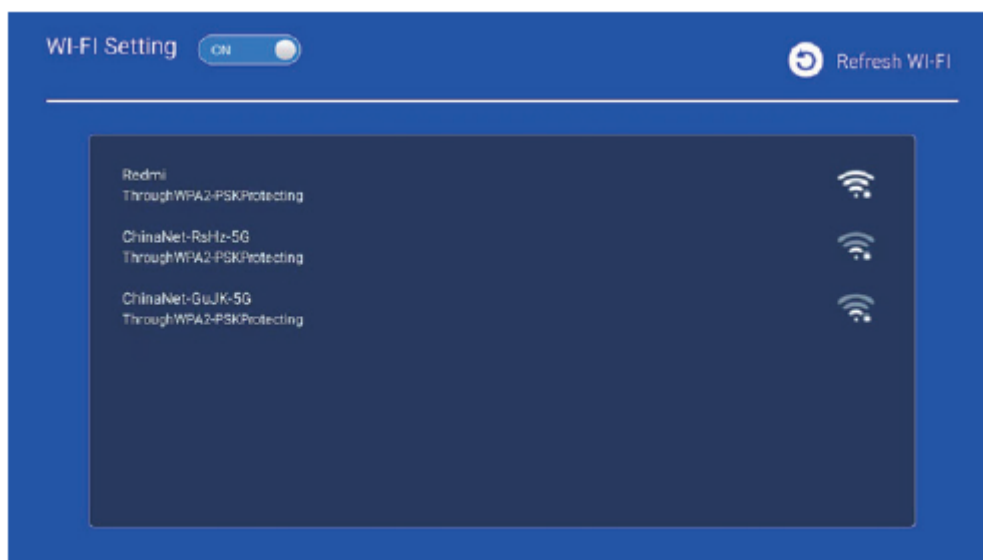 WI-FI Setting
ON
Refresh WI-FI
Redmi
ThroughWPA2-PSKProtecting
ChinaNet-RsHz-5G
ThroughWPA2-PSKProtecting
ChinaNet-GuJK-5G
ThroughWPA2-PSKProtecting